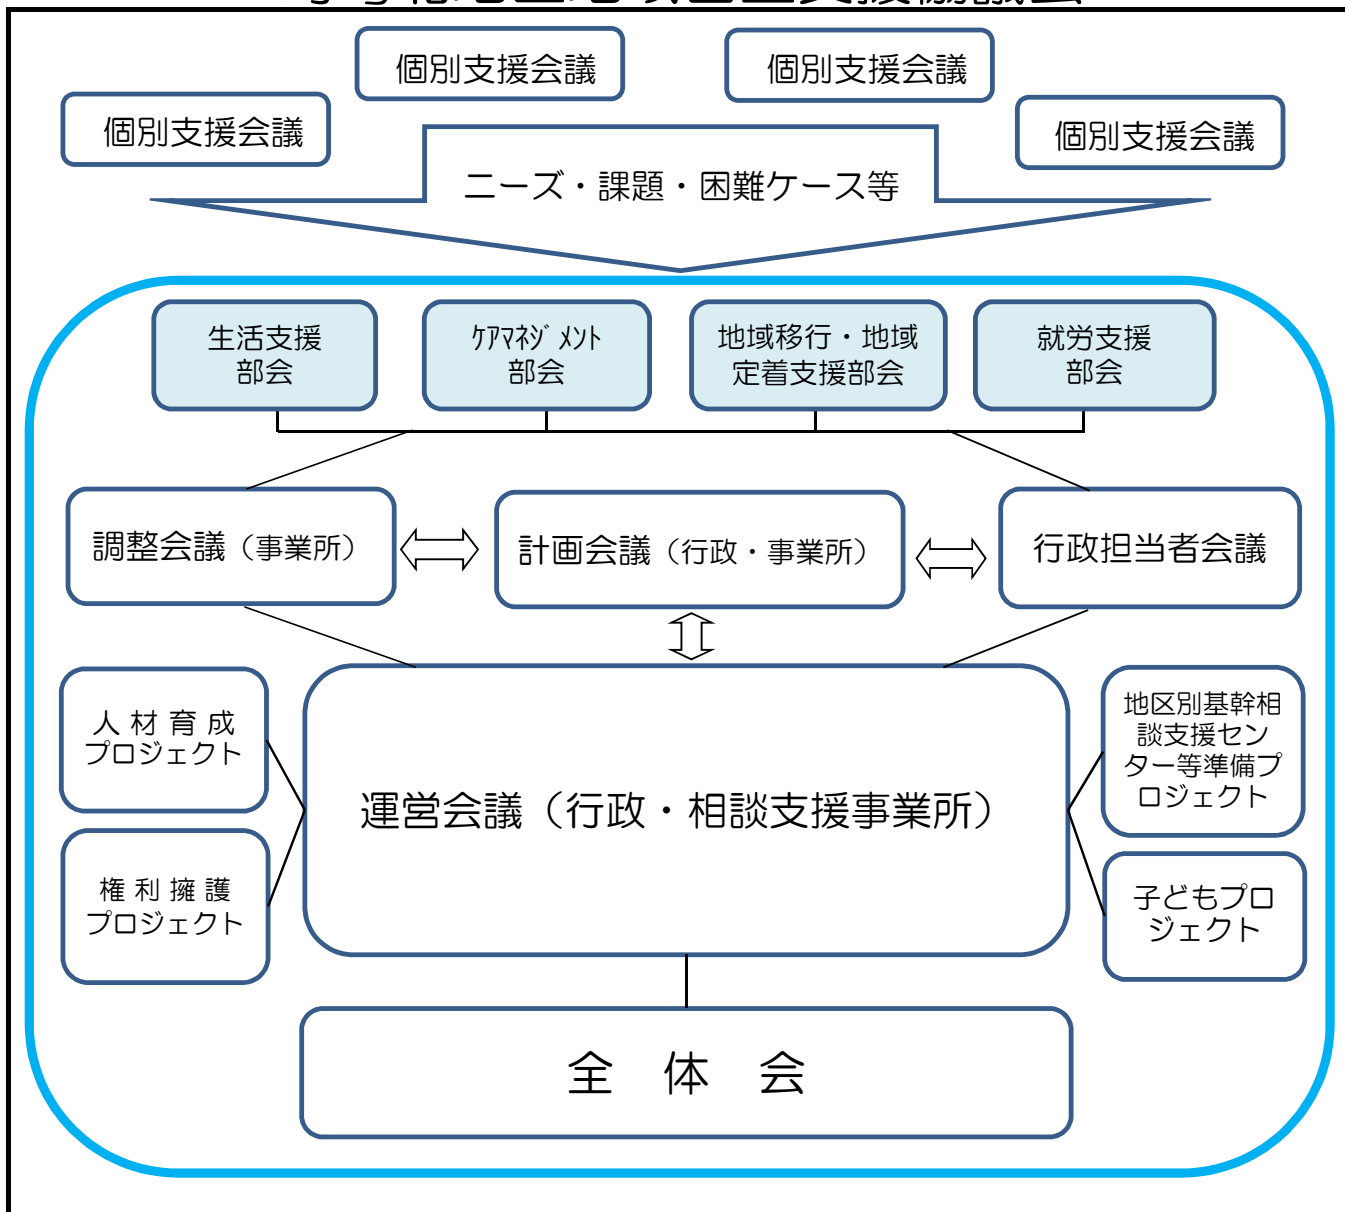 個別支援会議
個別支援会議
個別支援会議
個別支援会議
ニーズ・課題・困難ケース等
生活支援
部会
ｹｱﾏﾈｼﾞﾒﾝﾄ
部会
地域移行・地域
定着支援部会
就労支援
部会
調整会議（事業所）
計画会議（行政・事業所）
行政担当者会議
人材育成
プロジェクト
権利擁護
プロジェクト
運営会議（行政・相談支援事業所）
地区別基幹相
談支援セン
ター等準備プ
ロジェクト
子どもプロ
ジェクト
全　体　会